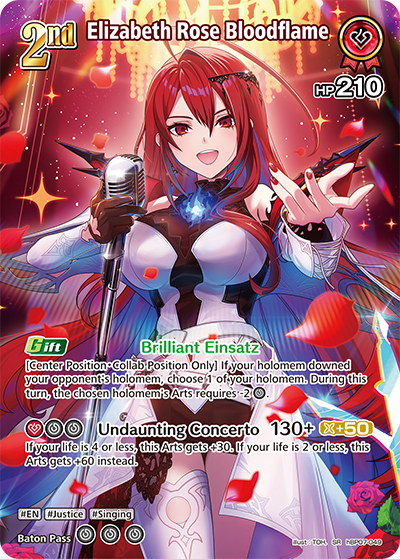 2nd Elizabeth Rose Bloodflame
HP 210
Gift Brilliant Einsatz
[Center Position･Collab Position Only] If your holomem downed
your opponent's holomem, choose 1 of your holomem. During this
turn, the chosen holomem's Arts requires -2 .
Undaunting Concerto 130+ +50
If your life is 4 or less, this Arts gets +30. If your life is 2 or less, this
Arts gets +60 instead.
#EN #Justice #Singing
Baton Pass
illust : TOH. SR hBP07-049